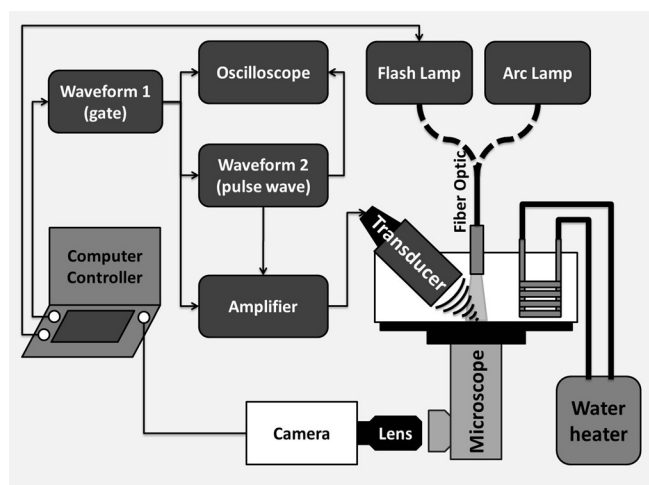 Oscilloscope
Flash Lamp
Arc Lamp
Waveform 1
(gate)
Waveform 2
(pulse wave)
Fiber Optic
Transducer
Computer
Controller
Amplifier
Microscope
Camera
Lens
Water
heater